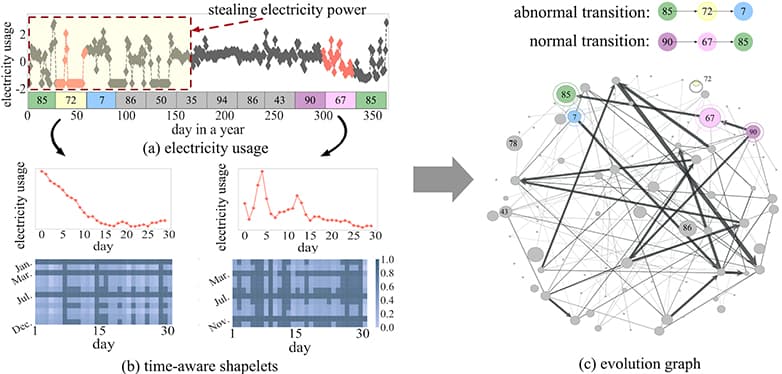 stealing electricity power
electricity usage
2
0
-2
85 72 7 86 50 35 94 86 43 90 67 85
0 50 100 150 200 250 300 350
day in a year
(a) electricity usage
electricity usage
0 5 10 15 20 25 30
day
electricity usage
0 5 10 15 20 25 30
day
Jan.
Mar.
Jul.
Dec.
1 15 30
day
Mar.
Jul.
Nov.
1 15 30
day
1.0
0.8
0.6
0.4
0.2
0.0
(b) time-aware shapelets
abnormal transition: 85 72 7
normal transition: 90 67 85
72
85
7
67
90
78
43
86
(c) evolution graph